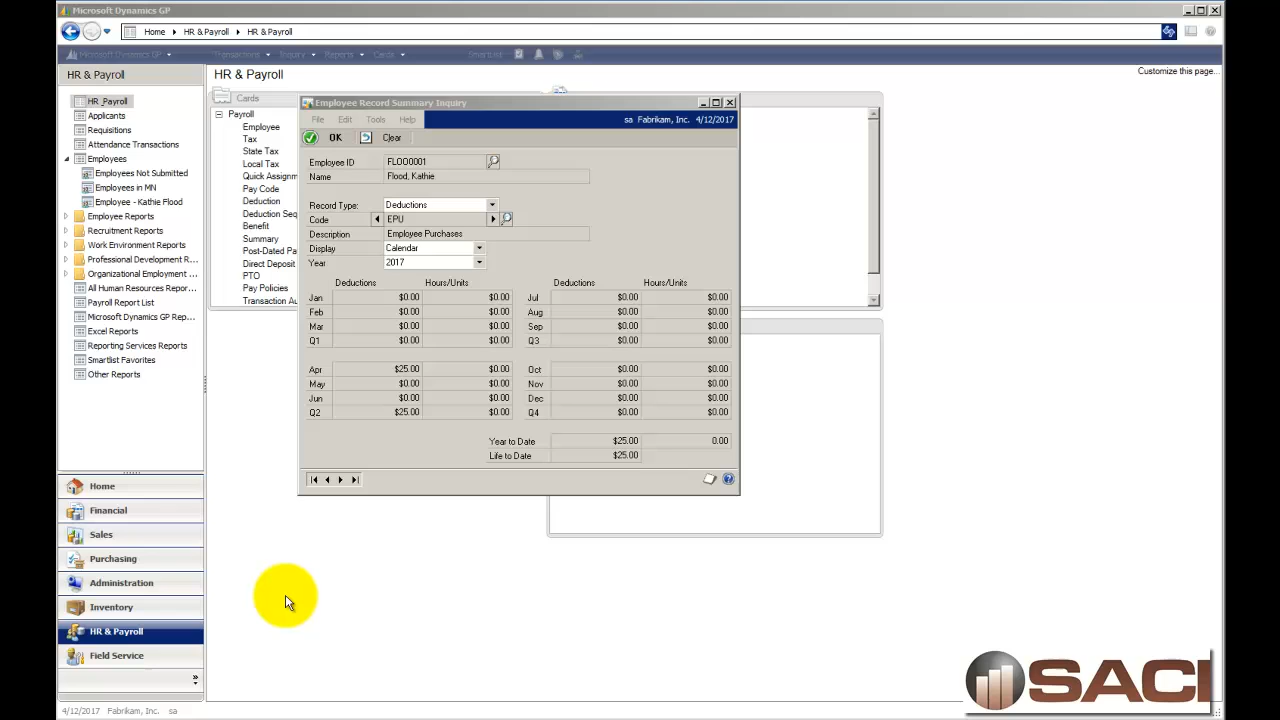 Microsoft Dynamics GP
Home HR & Payroll HR & Payroll
Microsoft Dynamics GP Transactions Inquiry Reports Cards SmartList
HR & Payroll
HR & Payroll
Customize this page...
HR_Payroll
Applicants
Requisitions
Attendance Transactions
Employees
Employees Not Submitted
Employees in MN
Employee - Kathie Flood
Employee Reports
Recruitment Reports
Work Environment Reports
Professional Development R...
Organizational Employment ...
All Human Resources Repor...
Payroll Report List
Microsoft Dynamics GP Rep...
Excel Reports
Reporting Services Reports
Smartlist Favorites
Other Reports
Home
Financial
Sales
Purchasing
Administration
Inventory
HR & Payroll
Field Service
4/12/2017 Fabrikam, Inc. sa
Cards
Payroll
Employee
Tax
State Tax
Local Tax
Quick Assignm
Pay Code
Deduction
Deduction Seq
Benefit
Summary
Post-Dated Pa
Direct Deposit
PTO
Pay Policies
Transaction Au
Employee Record Summary Inquiry
File Edit Tools Help sa Fabrikam, Inc. 4/12/2017
OK Clear
Employee ID FLOO0001
Name Flood, Kathie
Record Type: Deductions
Code EPU
Description Employee Purchases
Display Calendar
Year 2017
Deductions Hours/Units Deductions Hours/Units
Jan $0.00 $0.00 Jul $0.00 $0.00
Feb $0.00 $0.00 Aug $0.00 $0.00
Mar $0.00 $0.00 Sep $0.00 $0.00
Q1 $0.00 $0.00 Q3 $0.00 $0.00
Apr $25.00 $0.00 Oct $0.00 $0.00
May $0.00 $0.00 Nov $0.00 $0.00
Jun $0.00 $0.00 Dec $0.00 $0.00
Q2 $25.00 $0.00 Q4 $0.00 $0.00
Year to Date $25.00 0.00
Life to Date $25.00
SACI